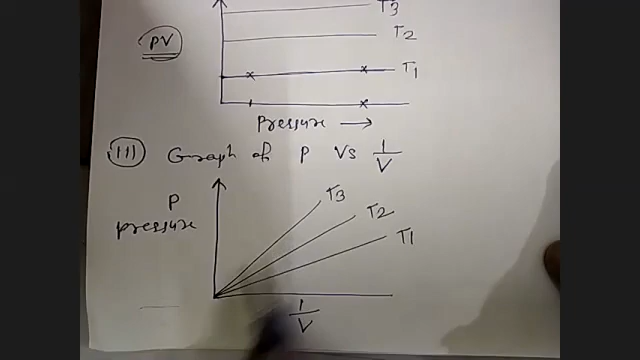 T3
T2
PV
T1
Pressure
III Graph of P vs 1/V
T3
P
T2
pressure
T1
1/V